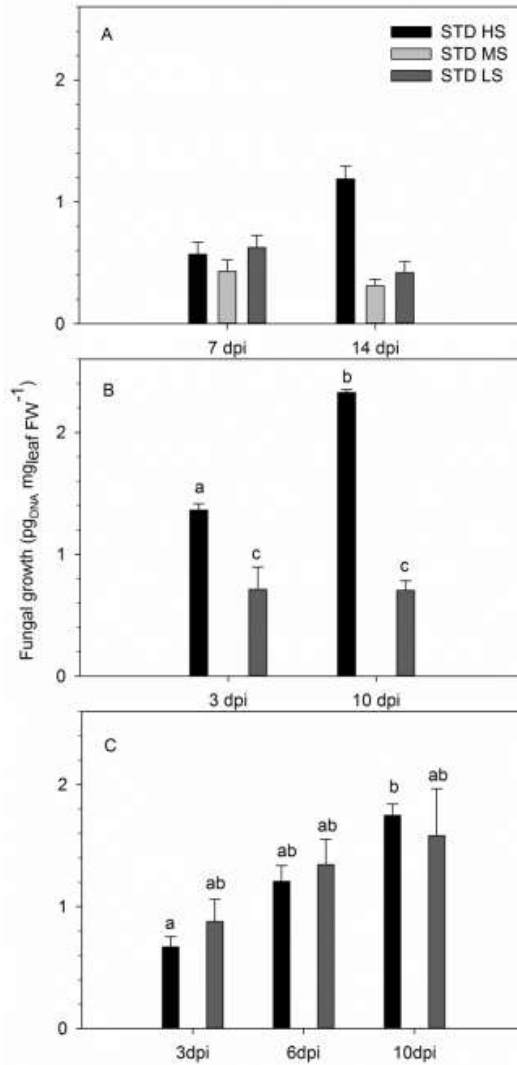 A
STD HS
STD MS
STD LS
2
1
0
7 dpi
14 dpi
Fungal growth (pgDNA mgleaf FW-1)
B
b
2
a
c
c
1
0
3 dpi
10 dpi
C
2
b
ab
ab
ab
ab
a
1
0
3dpi
6dpi
10dpi